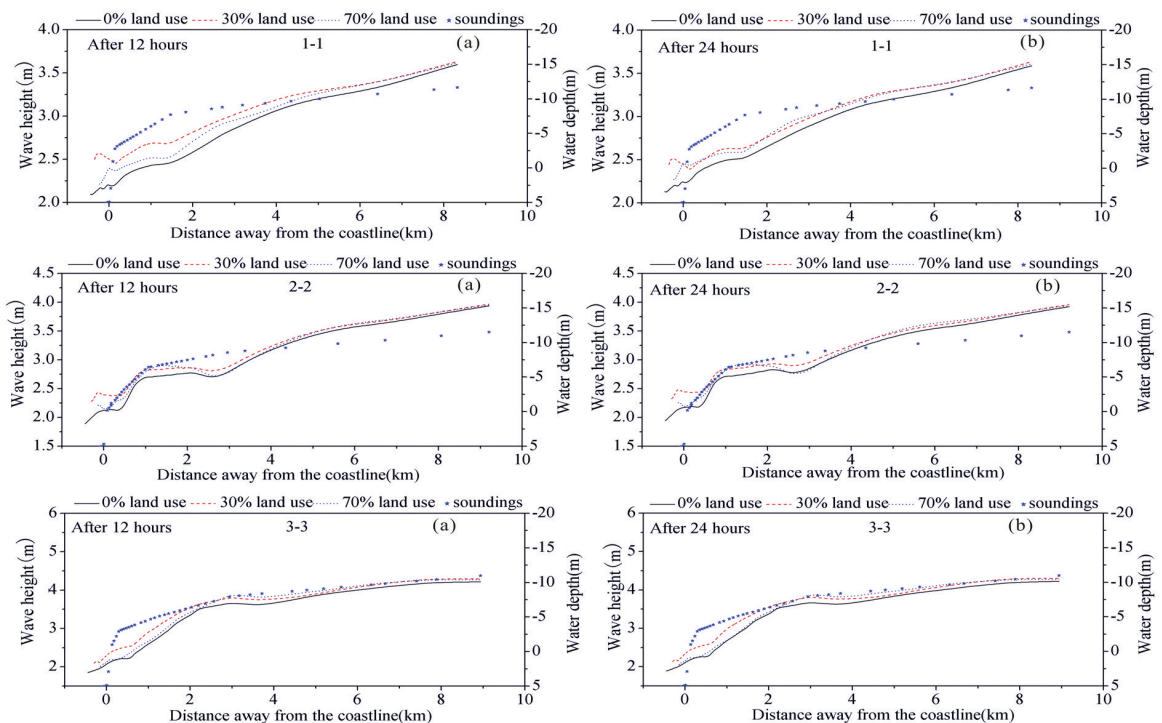 0% land use 30% land use 70% land use soundings
After 12 hours 1-1 (a)
4.0 3.5 3.0 2.5 2.0
Wave height(m)
-20 -15 -10 -5 0 5
Water depth(m)
0 2 4 6 8 10
Distance away from the coastline(km)
0% land use 30% land use 70% land use soundings
After 24 hours 1-1 (b)
4.0 3.5 3.0 2.5 2.0
Wave height(m)
-20 -15 -10 -5 0 5
Water depth(m)
0 2 4 6 8 10
Distance away from the coastline(km)
0% land use 30% land use 70% land use soundings
After 12 hours 2-2 (a)
4.5 4.0 3.5 3.0 2.5 2.0 1.5
Wave height(m)
-20 -15 -10 -5 0 5
Water depth(m)
0 2 4 6 8 10
Distance away from the coastline(km)
0% land use 30% land use 70% land use soundings
After 24 hours 2-2 (b)
4.5 4.0 3.5 3.0 2.5 2.0 1.5
Wave height(m)
-20 -15 -10 -5 0 5
Water depth(m)
0 2 4 6 8 10
Distance away from the coastline(km)
0% land use 30% land use 70% land use soundings
After 12 hours 3-3 (a)
6 5 4 3 2
Wave height(m)
-20 -15 -10 -5 0 5
Water depth(m)
0 2 4 6 8 10
Distance away from the coastline(km)
0% land use 30% land use 70% land use soundings
After 24 hours 3-3 (b)
6 5 4 3 2
Wave height(m)
-20 -15 -10 -5 0 5
Water depth(m)
0 2 4 6 8 10
Distance away from the coastline(km)